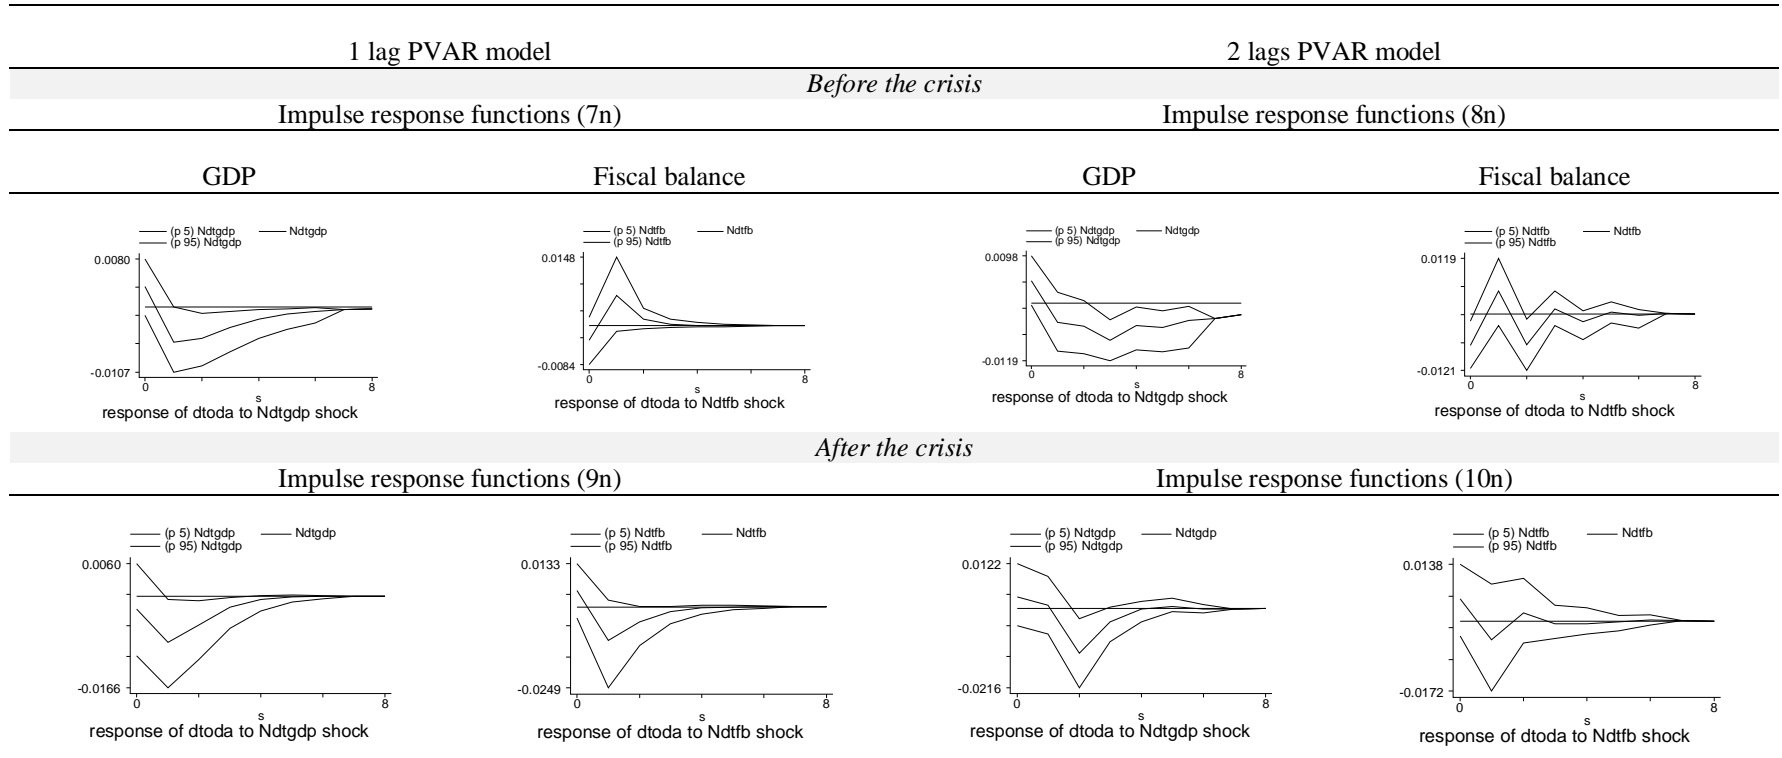 1 lag PVAR model 2 lags PVAR model
Before the crisis
Impulse response functions (7n) Impulse response functions (8n)
GDP Fiscal balance GDP Fiscal balance
(p 5) Ndtgdp Ndtgdp
(p 95) Ndtgdp
0.0080
-0.0107
0 8
s
response of dtoda to Ndtgdp shock
(p 5) Ndtfb Ndtfb
(p 95) Ndtfb
0.0148
-0.0084
0 8
s
response of dtoda to Ndtfb shock
(p 5) Ndtgdp Ndtgdp
(p 95) Ndtgdp
0.0098
-0.0119
0 8
s
response of dtoda to Ndtgdp shock
(p 5) Ndtfb Ndtfb
(p 95) Ndtfb
0.0119
-0.0121
0 8
s
response of dtoda to Ndtfb shock
After the crisis
Impulse response functions (9n) Impulse response functions (10n)
(p 5) Ndtgdp Ndtgdp
(p 95) Ndtgdp
0.0060
-0.0166
0 8
s
response of dtoda to Ndtgdp shock
(p 5) Ndtfb Ndtfb
(p 95) Ndtfb
0.0133
-0.0249
0 8
s
response of dtoda to Ndtfb shock
(p 5) Ndtgdp Ndtgdp
(p 95) Ndtgdp
0.0122
-0.0216
0 8
s
response of dtoda to Ndtgdp shock
(p 5) Ndtfb Ndtfb
(p 95) Ndtfb
0.0138
-0.0172
0 8
s
response of dtoda to Ndtfb shock